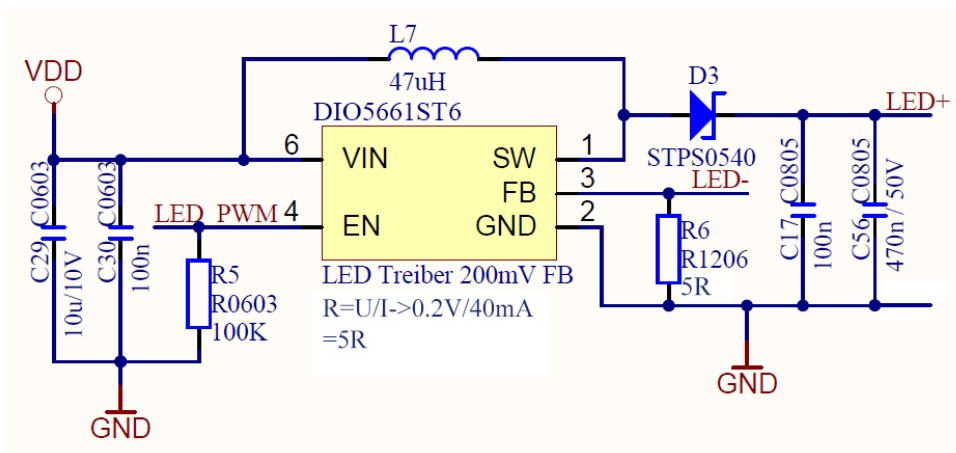 L7
47uH
VDD
D3
DIO5661ST6
LED+
6
VIN
SW
1
STPS0540
C29 C0603
10u/10V
C30 C0603
100n
FB
3
LED-
LED_PWM
4
EN
GND
2
C17 C0805
100n
C56 C0805
470n / 50V
R5
R0603
100K
R6
R1206
5R
LED Treiber 200mV FB
R=U/I->0.2V/40mA
=5R
GND
GND